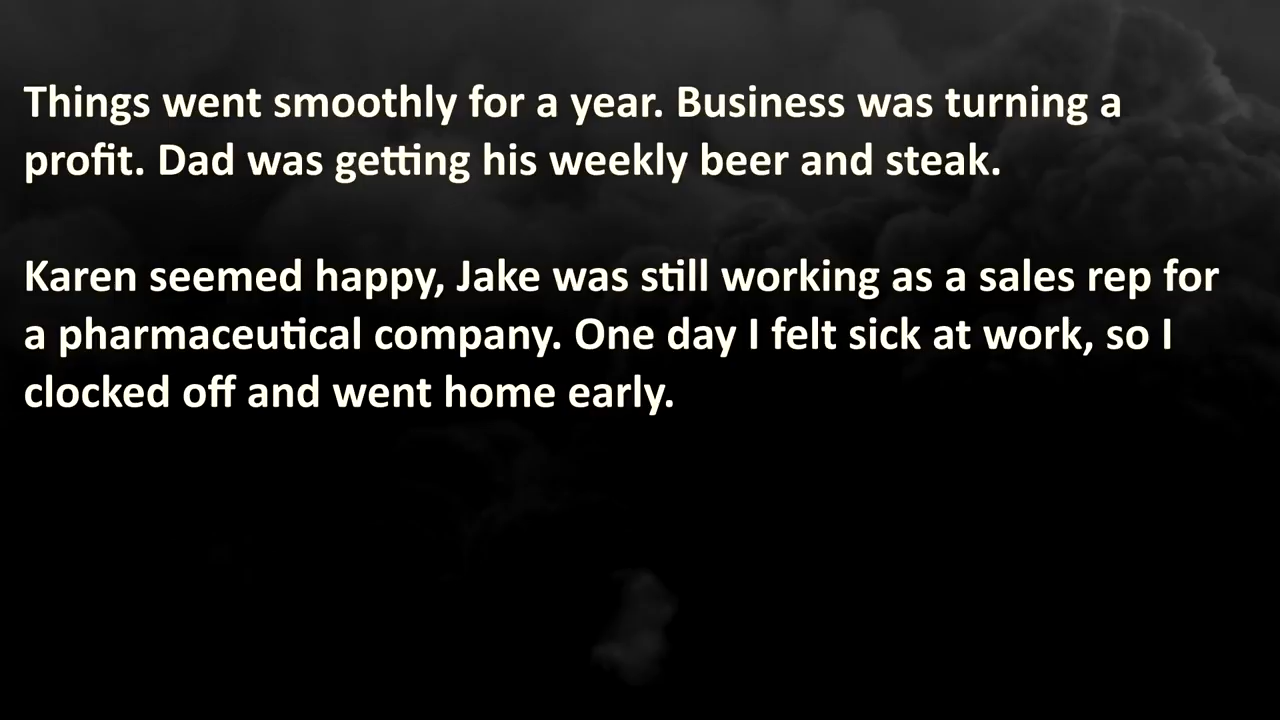 Things went smoothly for a year. Business was turning a
profit. Dad was getting his weekly beer and steak.
Karen seemed happy, Jake was still working as a sales rep for
a pharmaceutical company. One day I felt sick at work, so I
clocked off and went home early.